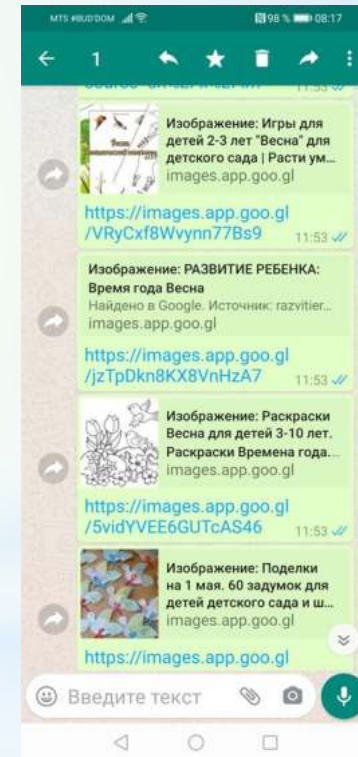 MTS #BUDDOM 98 % 08:17
1
11:53
Изображение: Игры для
детей 2-3 лет "Весна" для
детского сада | Расти ум...
images.app.goo.gl
https://images.app.goo.gl
/VRyCxf8Wvynn77Bs9 11:53
Изображение: РАЗВИТИЕ РЕБЕНКА:
Время года Весна
Найдено в Google. Источник: razvitier...
images.app.goo.gl
https://images.app.goo.gl
/jzTpDkn8KX8VnHzA7 11:53
Изображение: Раскраски
Весна для детей 3-10 лет.
Раскраски Времена года...
images.app.goo.gl
https://images.app.goo.gl
/5vidYVEE6GUTcAS46 11:53
Изображение: Поделки
на 1 мая. 60 задумок для
детей детского сада и ш...
images.app.goo.gl
https://images.app.goo.gl
Введите текст